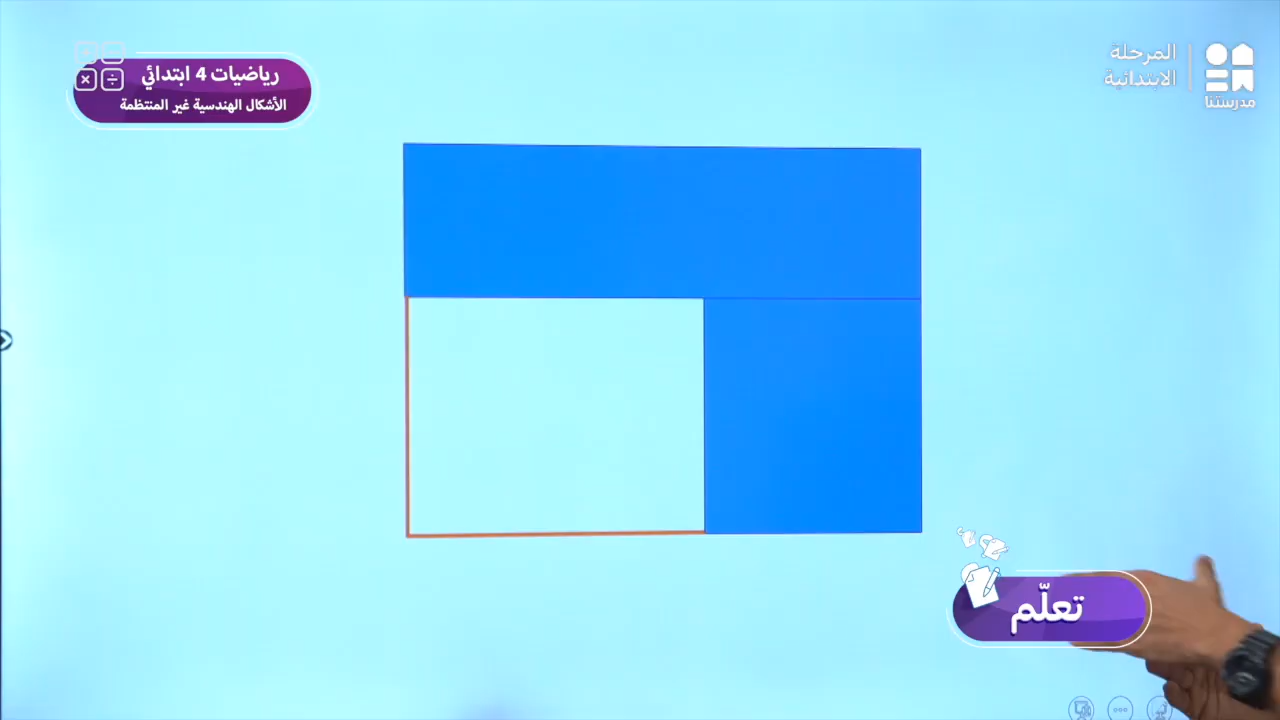 رياضيات 4 ابتدائي
الأشكال الهندسية غير المنتظمة
المرحلة
الابتدائية
مدرستنا
تعلّم